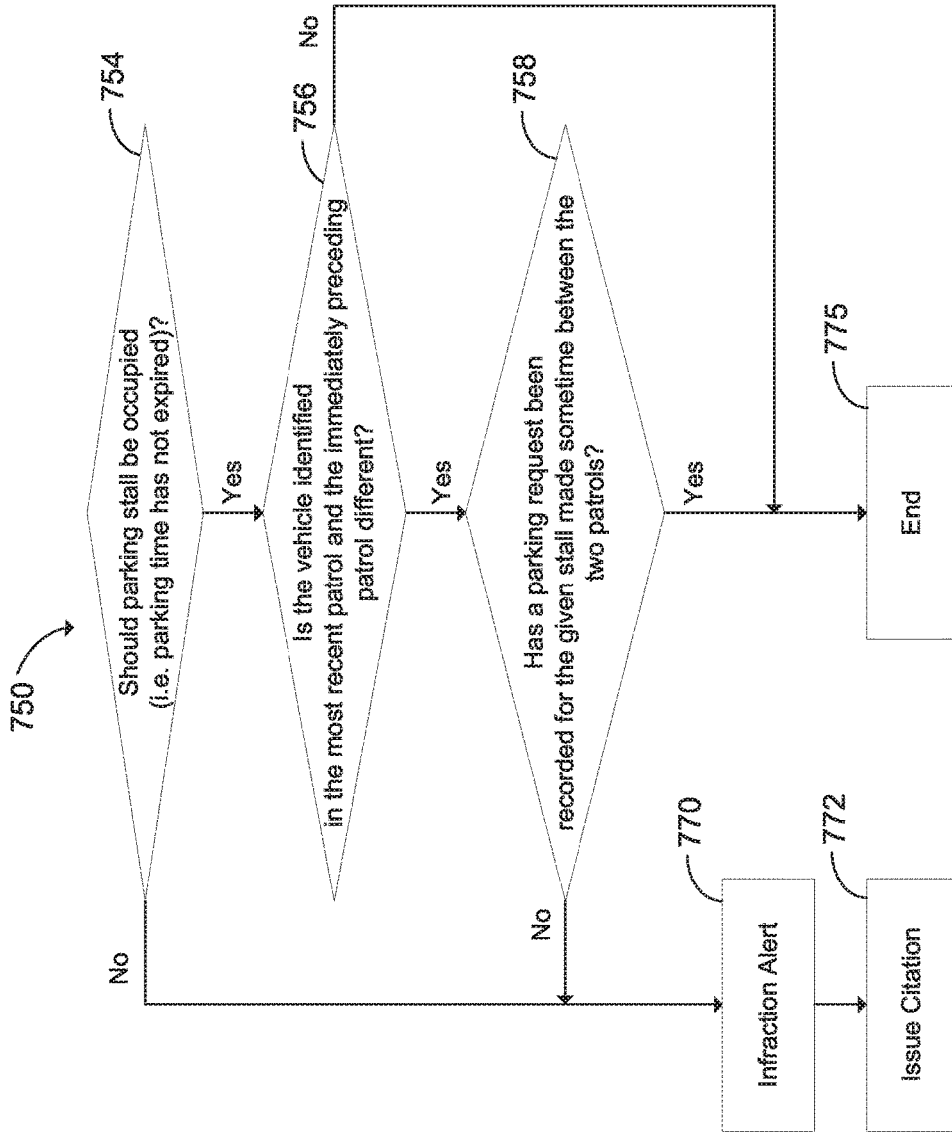 750
754
Should parking stall be occupied
(i.e. parking time has not expired)?
No
Yes
756
Is the vehicle identified
in the most recent patrol and the immediately preceding
patrol different?
No
Yes
758
Has a parking request been
recorded for the given stall made sometime between the
two patrols?
No
Yes
770
Infraction Alert
772
Issue Citation
775
End